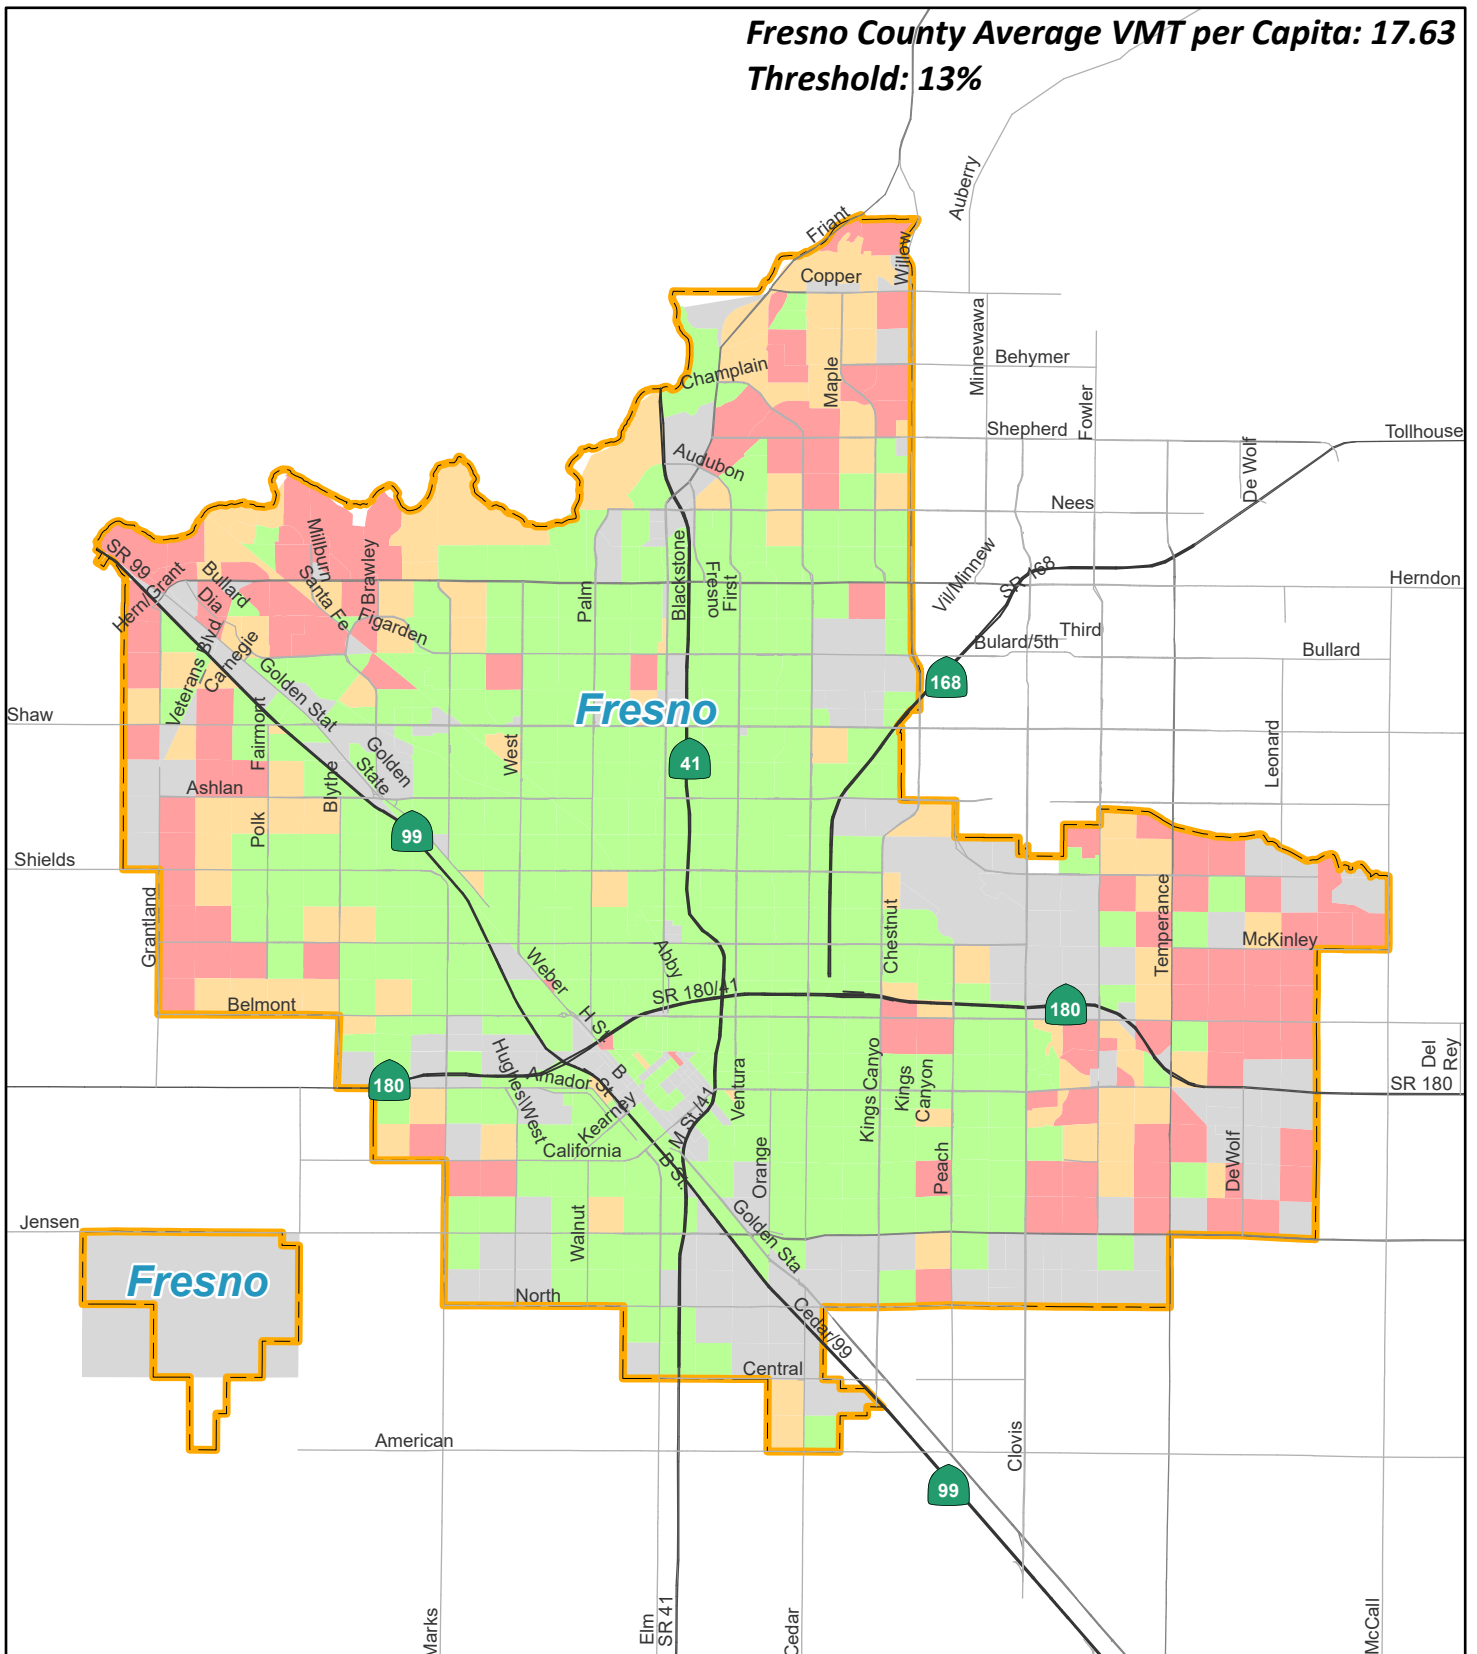 Fresno County Average VMT per Capita: 17.63
Threshold: 13%
Friant
Auberry
Willow
Copper
Minnewawa
Behymer
Champlain
Maple
Fowler
Shepherd
Tollhouse
De Wolf
Audubon
Nees
Millburn
SR 99
Hern/Grant
Bullard
Dia
Santa Fe
Brawley
Figarden
Palm
Blackstone
Fresno
First
Vil/Minnew
SR 168
Herndon
Third
Bulard/5th
Bullard
Veterans Blvd
Carnegie
Golden Stat
168
Fresno
Shaw
Fairmont
Golden
State
West
41
Leonard
Ashlan
Blythe
Polk
99
Shields
Grantland
Chestnut
Temperance
McKinley
Weber
Abby
SR 180/41
Belmont
H St.
180
Hughes/West
Amador
St
B
Kearney
M St./41
Ventura
Kings Canyo
Kings
Canyon
Del
Rey
180
SR 180
California
B St.
Orange
Peach
DeWolf
Jensen
Walnut
Golden Sta
Fresno
North
Cedar/99
Central
American
Clovis
99
Marks
Elm
SR 41
Cedar
McCall